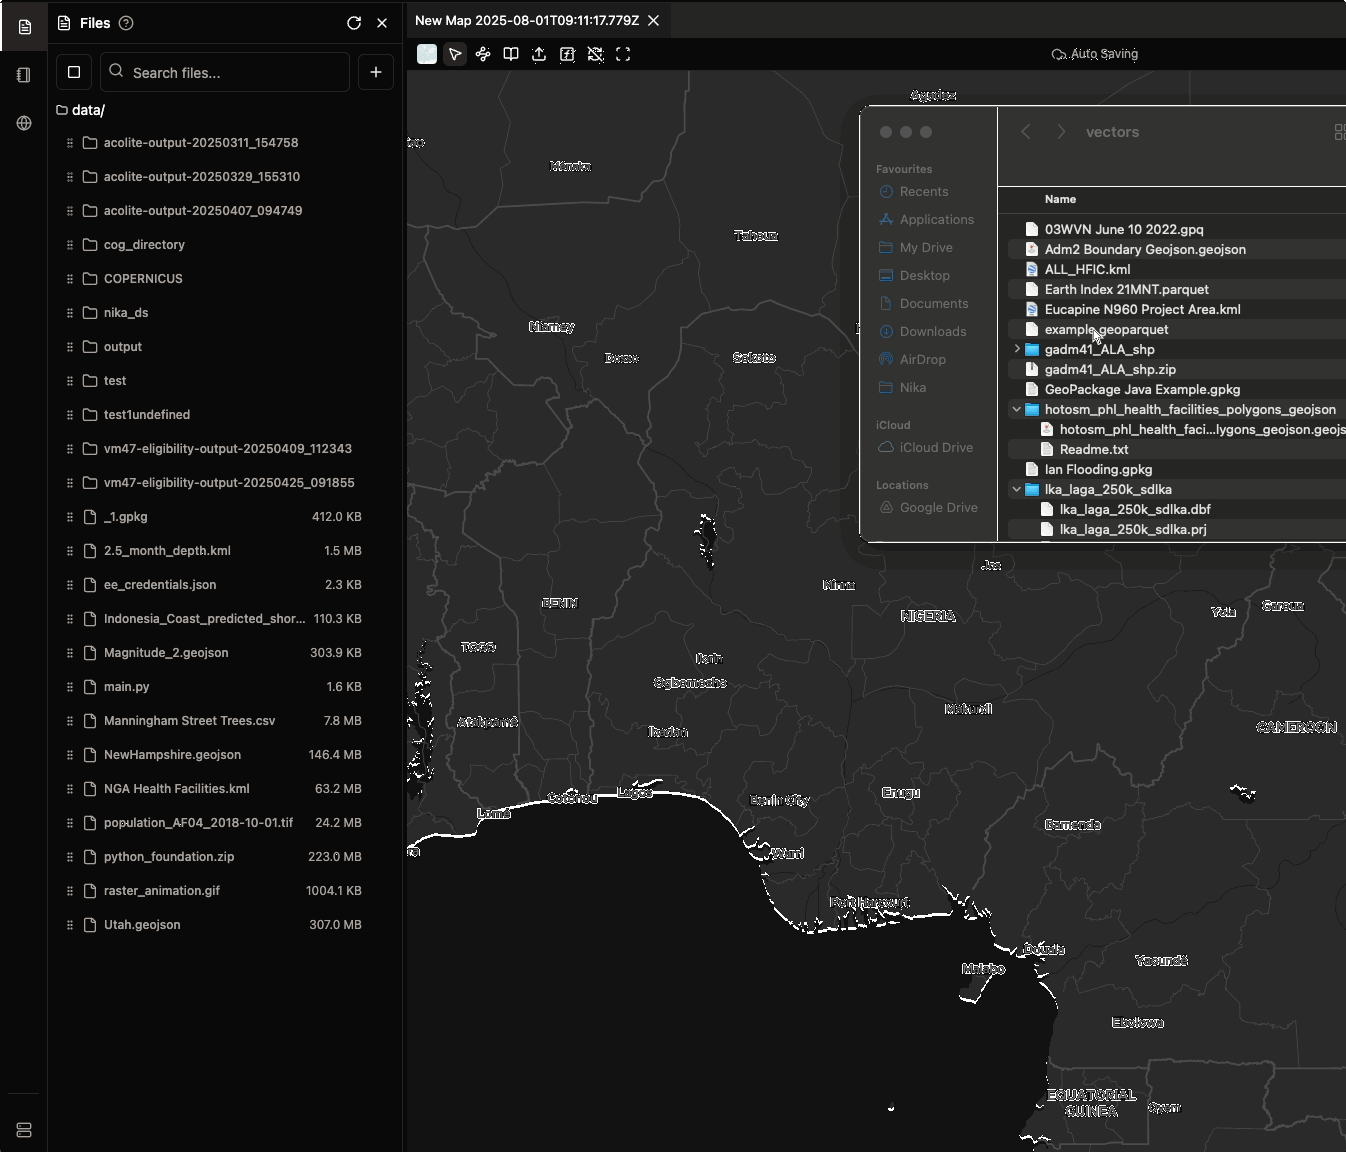 Files
New Map 2025-08-01T09:11:17.779Z
Search files...
Auto Saving
data/
acolite-output-20250311_154758
acolite-output-20250329_155310
acolite-output-20250407_094749
cog_directory
COPERNICUS
nika_ds
output
test
test1undefined
vm47-eligibility-output-20250409_112343
vm47-eligibility-output-20250425_091855
_1.gpkg 412.0 KB
2.5_month_depth.kml 1.5 MB
ee_credentials.json 2.3 KB
Indonesia_Coast_predicted_shor... 110.3 KB
Magnitude_2.geojson 303.9 KB
main.py 1.6 KB
Manningham Street Trees.csv 7.8 MB
NewHampshire.geojson 146.4 MB
NGA Health Facilities.kml 63.2 MB
population_AF04_2018-10-01.tif 24.2 MB
python_foundation.zip 223.0 MB
raster_animation.gif 1004.1 KB
Utah.geojson 307.0 MB
vectors
Favourites
Recents
Applications
My Drive
Desktop
Documents
Downloads
AirDrop
Nika
iCloud
iCloud Drive
Locations
Google Drive
Name
03WVN June 10 2022.gpq
Adm2 Boundary Geojson.geojson
ALL_HFIC.kml
Earth Index 21MNT.parquet
Eucapine N960 Project Area.kml
example.geoparquet
gadm41_ALA_shp
gadm41_ALA_shp.zip
GeoPackage Java Example.gpkg
hotosm_phl_health_facilities_polygons_geojson
hotosm_phl_health_faci...lygons_geojson.geojs
Readme.txt
Ian Flooding.gpkg
lka_laga_250k_sdlka
lka_laga_250k_sdlka.dbf
lka_laga_250k_sdlka.prj
Agadez
Ménaka
Tahoua
Niamey
Dosso
Sokoto
Jos
Minna
BENIN
NIGERIA
Yola
Garoua
TOGO
Ilorin
Ogbomosho
Makurdi
Atakpamé
Ibadan
CAMEROON
Cotonou
Lagos
Lomé
Benin City
Enugu
Bamenda
Warri
Port Harcourt
Douala
Malabo
Yaoundé
Ebolowa
EQUATORIAL
GUINEA
Oyem